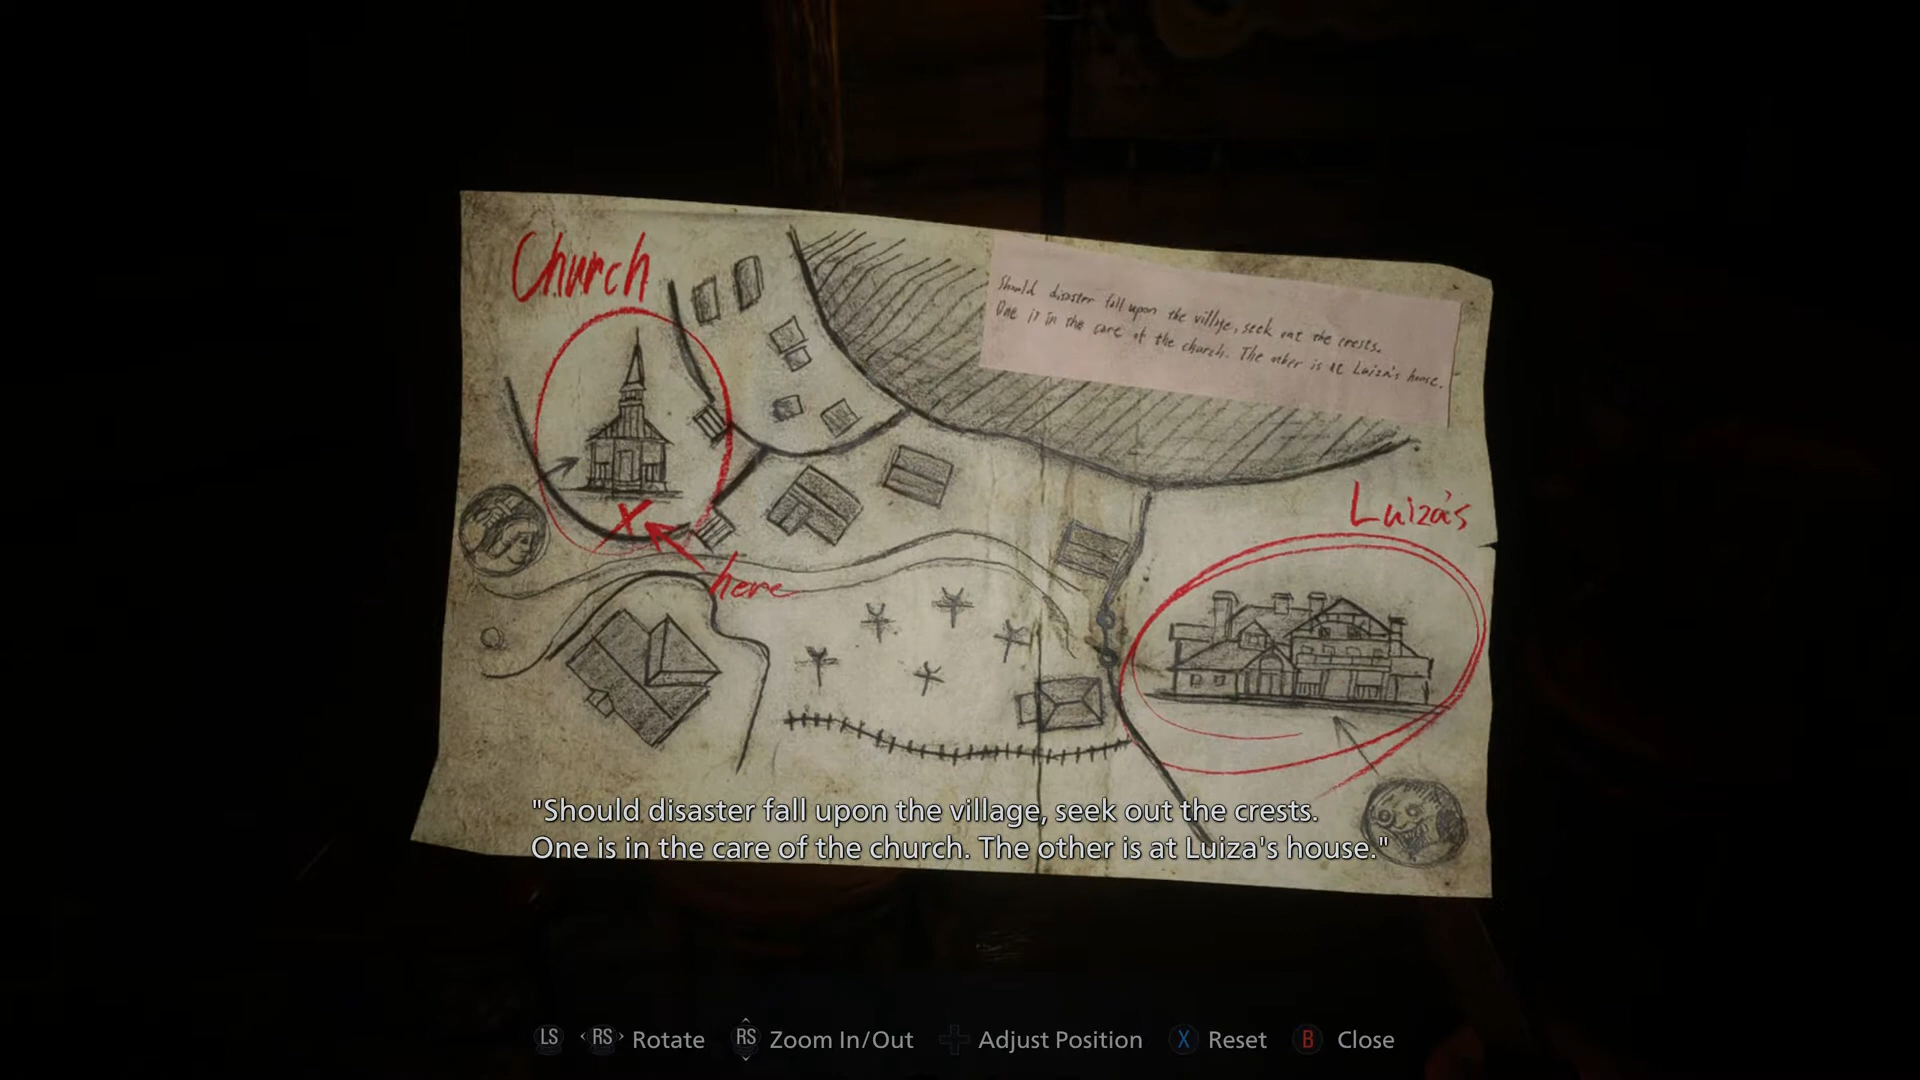 Church
Should disaster fall upon the village, seek out the crests.
One is in the care of the church. The other is at Luiza's house.
Luiza's
X
here
"Should disaster fall upon the village, seek out the crests.
One is in the care of the church. The other is at Luiza's house."
LS RS Rotate RS Zoom In/Out Adjust Position X Reset B Close